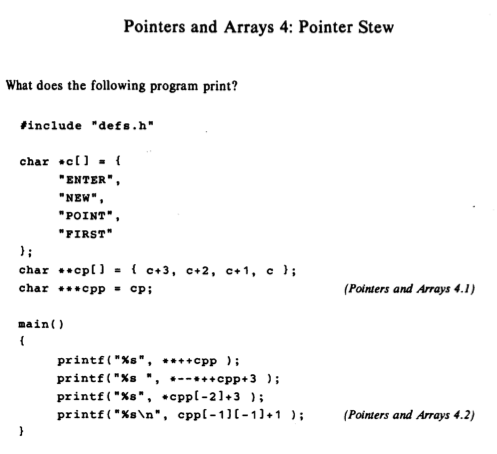 Pointers and Arrays 4: Pointer Stew
What does the following program print?
#include "defs.h"
char *c[] = {
"ENTER",
"NEW",
"POINT",
"FIRST"
};
char **cp[] = { c+3, c+2, c+1, c };
char ***cpp = cp; (Pointers and Arrays 4.1)
main()
{
printf("%s", **++cpp );
printf("%s ", *--*++cpp+3 );
printf("%s", *cpp[-2]+3 );
printf("%s\n", cpp[-1][-1]+1 ); (Pointers and Arrays 4.2)
}